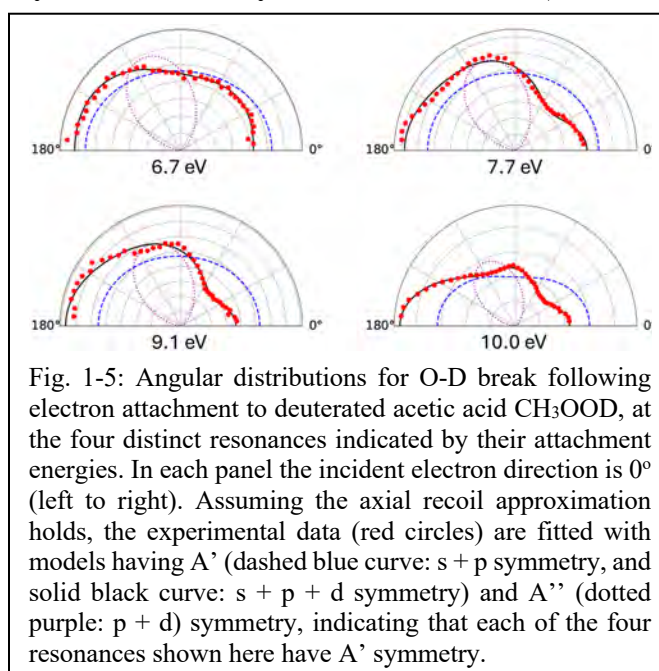 180° 0° 180° 0°
6.7 eV 7.7 eV
180° 0° 180° 0°
9.1 eV 10.0 eV
Fig. 1-5: Angular distributions for O-D break following
electron attachment to deuterated acetic acid CH₃OOD, at
the four distinct resonances indicated by their attachment
energies. In each panel the incident electron direction is 0°
(left to right). Assuming the axial recoil approximation
holds, the experimental data (red circles) are fitted with
models having A’ (dashed blue curve: s + p symmetry, and
solid black curve: s + p + d symmetry) and A’’ (dotted
purple: p + d) symmetry, indicating that each of the four
resonances shown here have A’ symmetry.